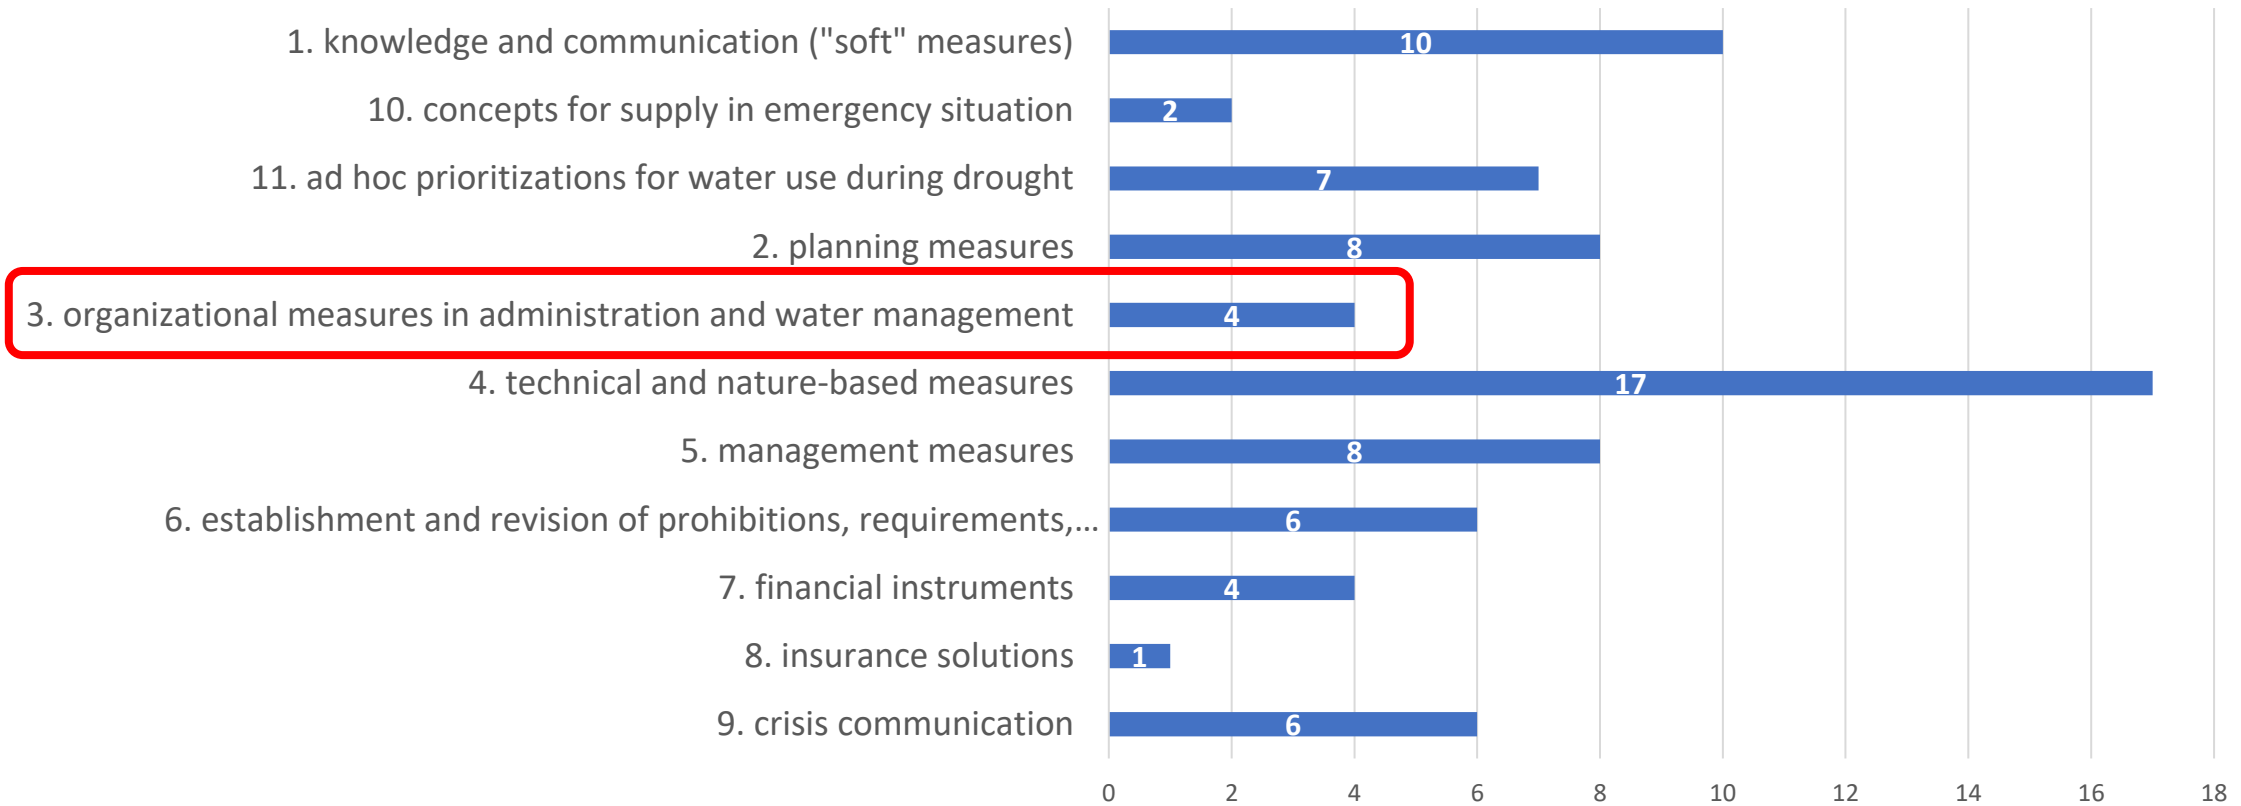 1. knowledge and communication ("soft" measures) 10
10. concepts for supply in emergency situation 2
11. ad hoc prioritizations for water use during drought 7
2. planning measures 8
3. organizational measures in administration and water management 4
4. technical and nature-based measures 17
5. management measures 8
6. establishment and revision of prohibitions, requirements,... 6
7. financial instruments 4
8. insurance solutions 1
9. crisis communication 6
0 2 4 6 8 10 12 14 16 18